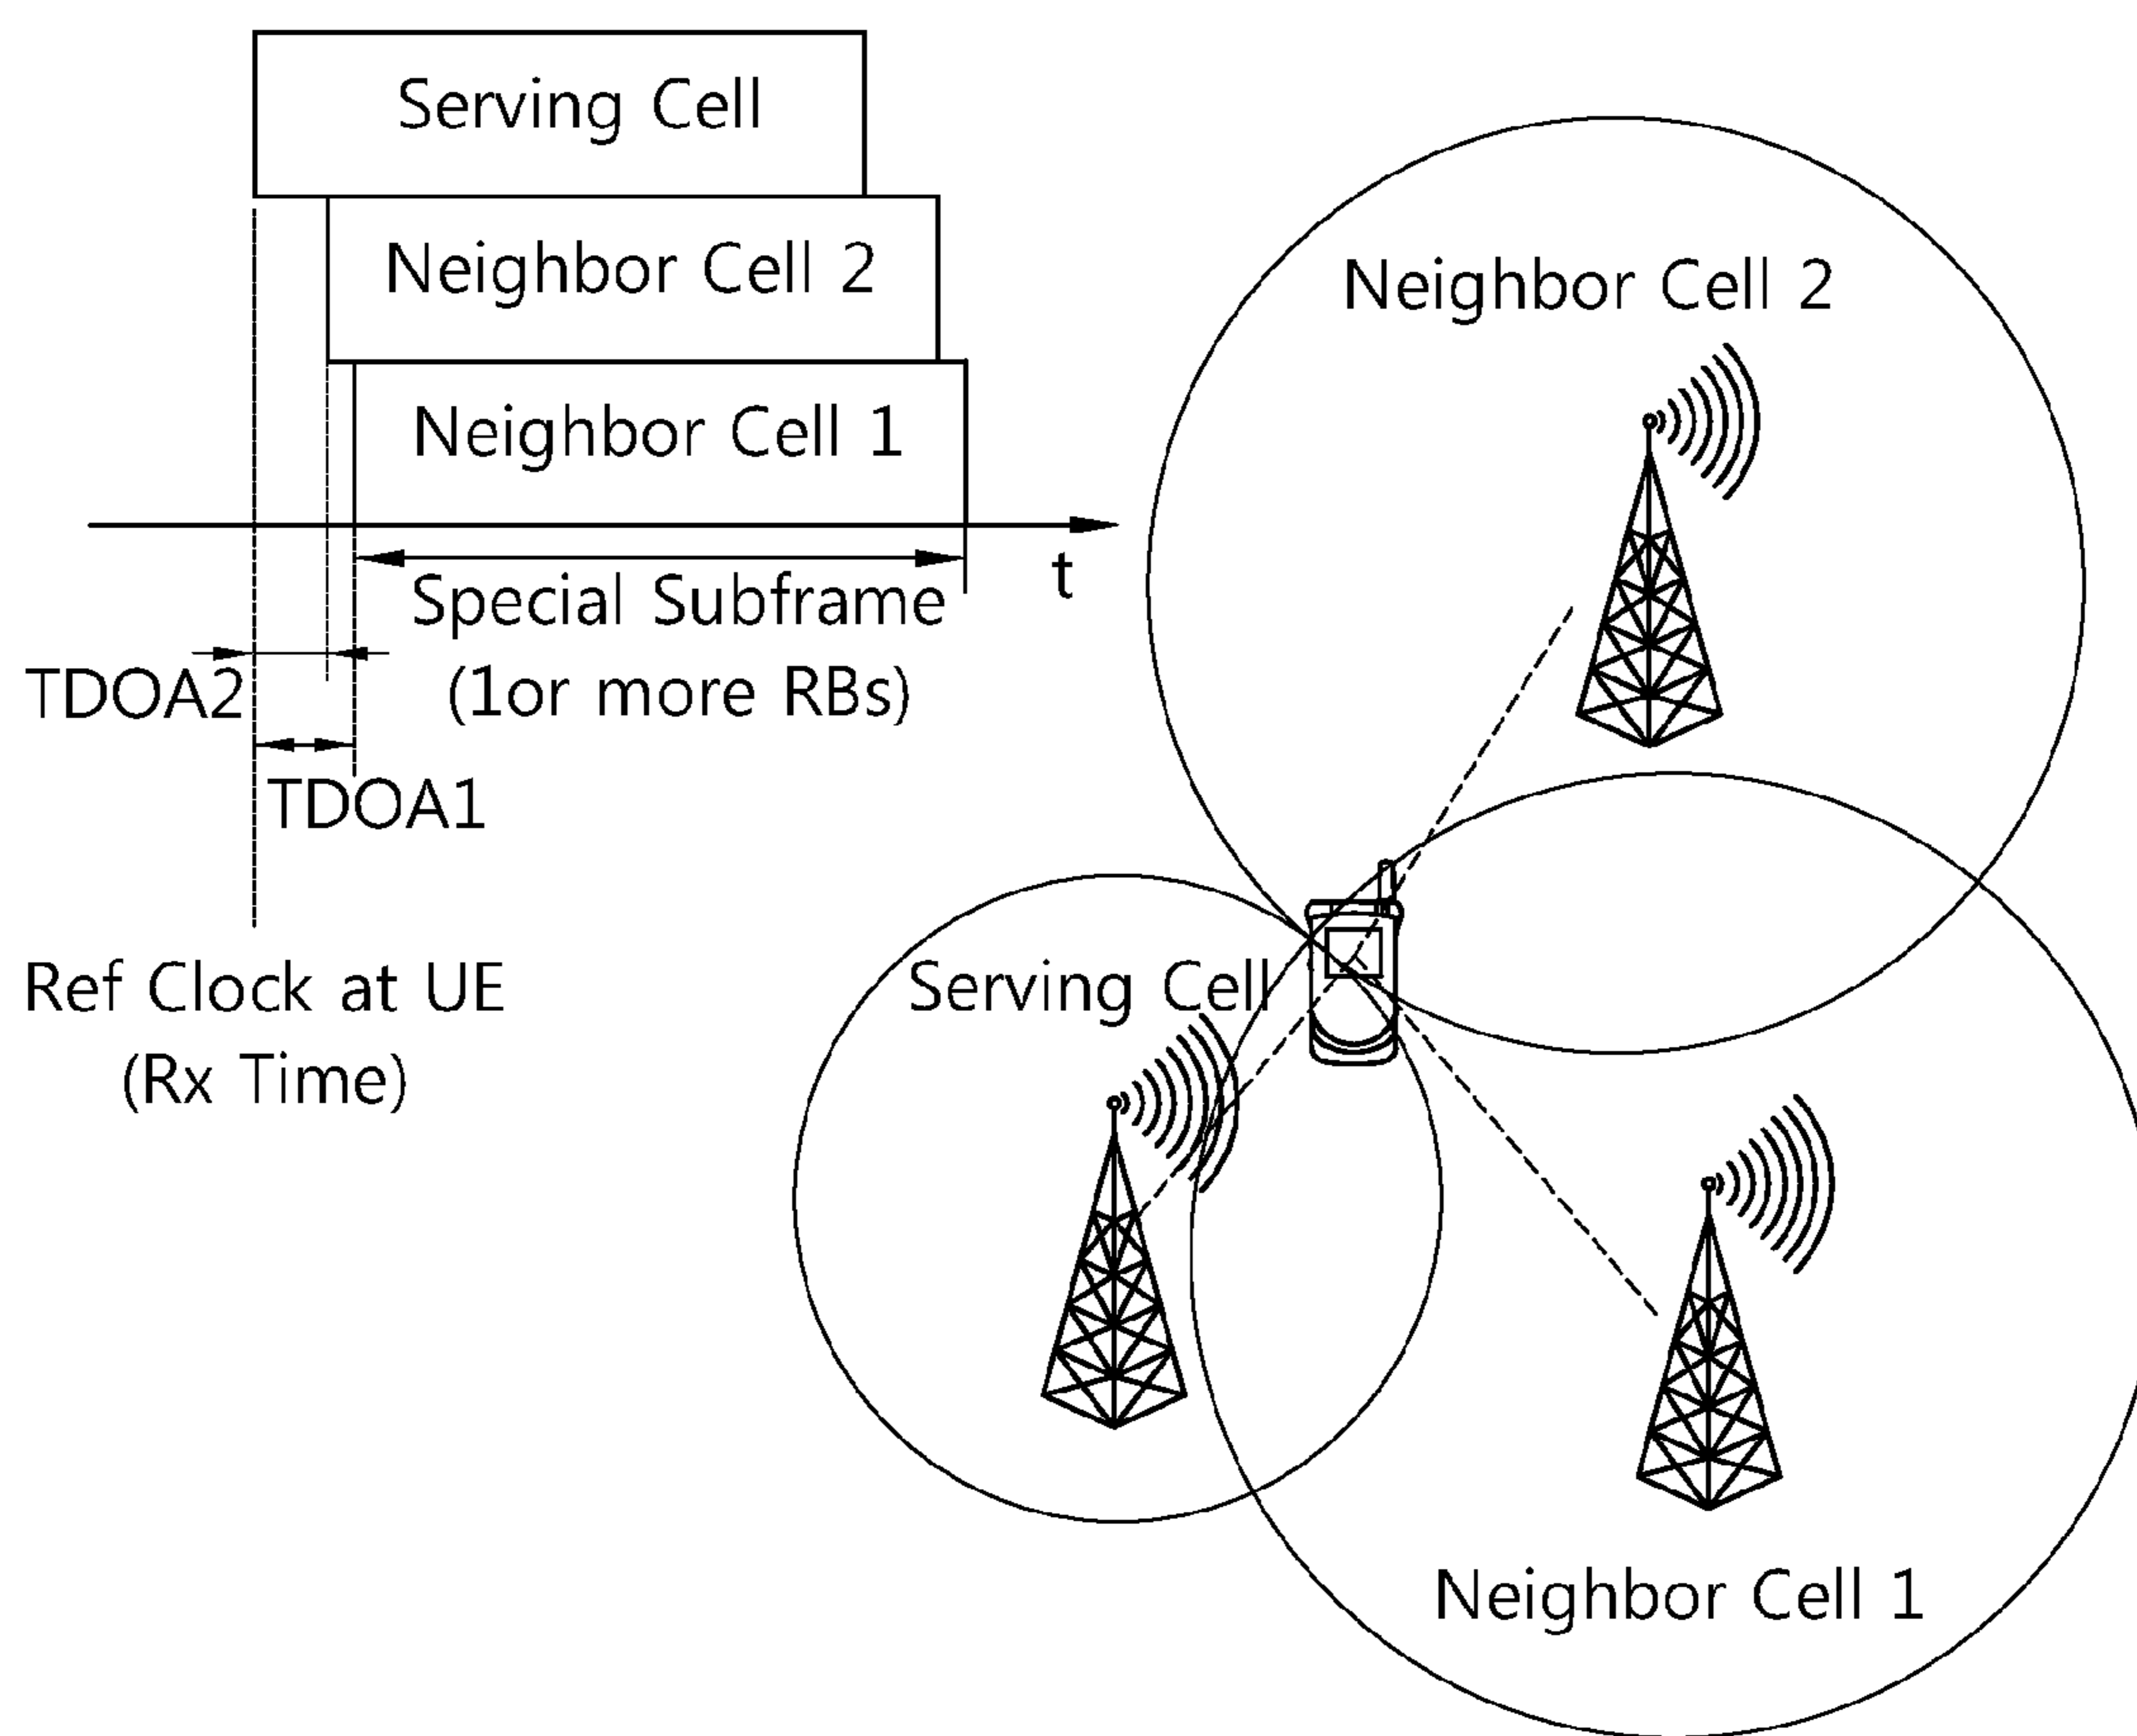 Serving Cell
Neighbor Cell 2
Neighbor Cell 1
t
Special Subframe
(1or more RBs)
TDOA2
TDOA1
Ref Clock at UE
(Rx Time)
Neighbor Cell 2
Serving Cell
Neighbor Cell 1